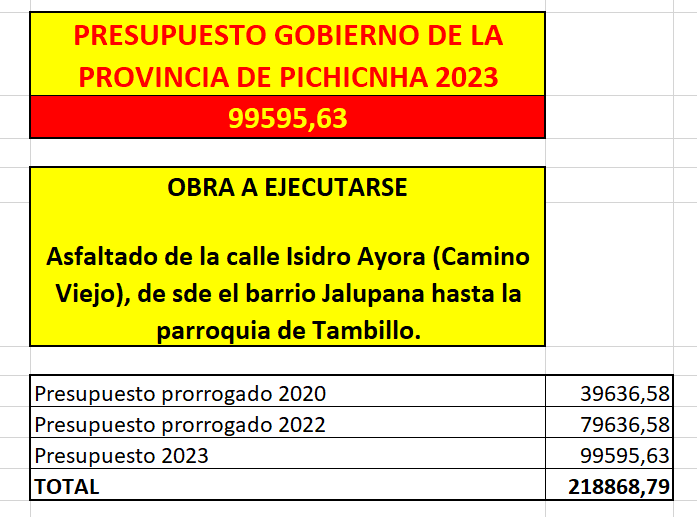 PRESUPUESTO GOBIERNO DE LA
PROVINCIA DE PICHICNHA 2023
99595,63
OBRA A EJECUTARSE
Asfaltado de la calle Isidro Ayora (Camino
Viejo), de sde el barrio Jalupana hasta la
parroquia de Tambillo.
Presupuesto prorrogado 2020 39636,58
Presupuesto prorrogado 2022 79636,58
Presupuesto 2023 99595,63
TOTAL 218868,79